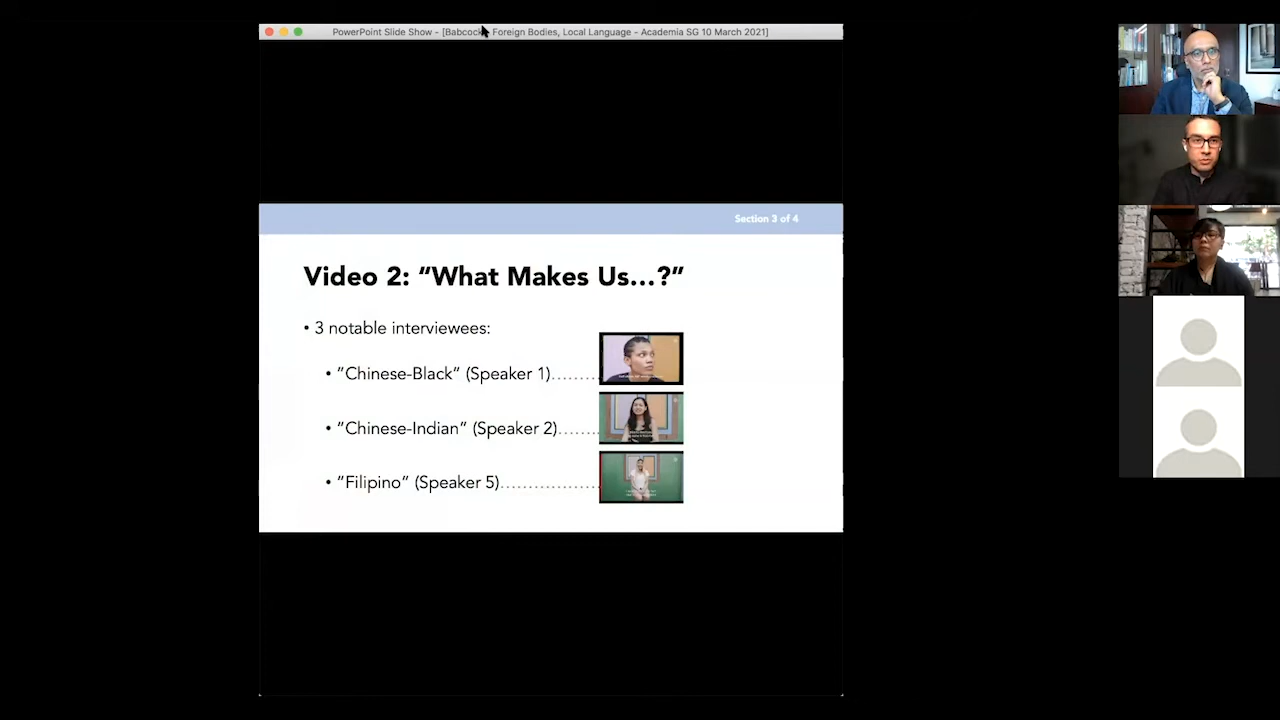 PowerPoint Slide Show - [Babcock - Foreign Bodies, Local Language - Academia SG 10 March 2021]
Section 3 of 4
Video 2: “What Makes Us...?”
• 3 notable interviewees:
• ”Chinese-Black” (Speaker 1)........
• ”Chinese-Indian” (Speaker 2).......
• ”Filipino” (Speaker 5)................